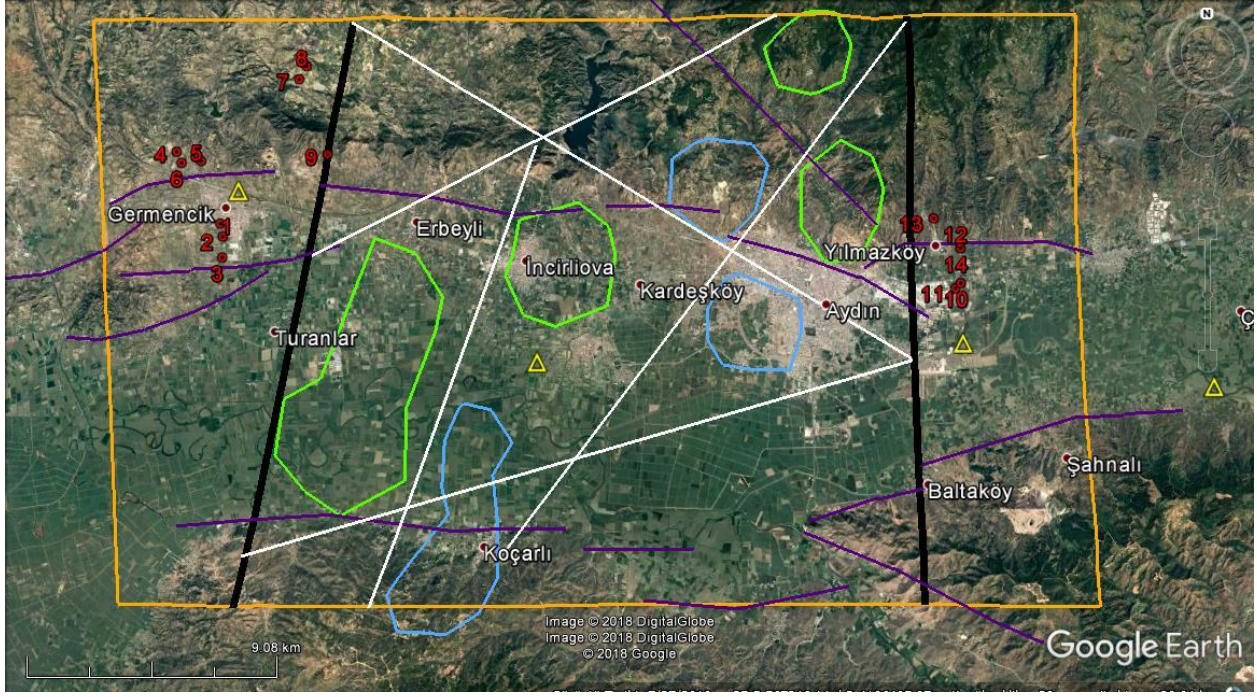 N
8
7
4
5
9
6
Germencik
1
2
3
Erbeyli
İncirliova
Kardeşköy
Turanlar
13
12
Yılmazköy
14
11
10
Aydın
Ç
Şahnalı
Baltaköy
Koçarlı
Image © 2018 DigitalGlobe
Image © 2018 DigitalGlobe
© 2018 Google
9.08 km
Google Earth